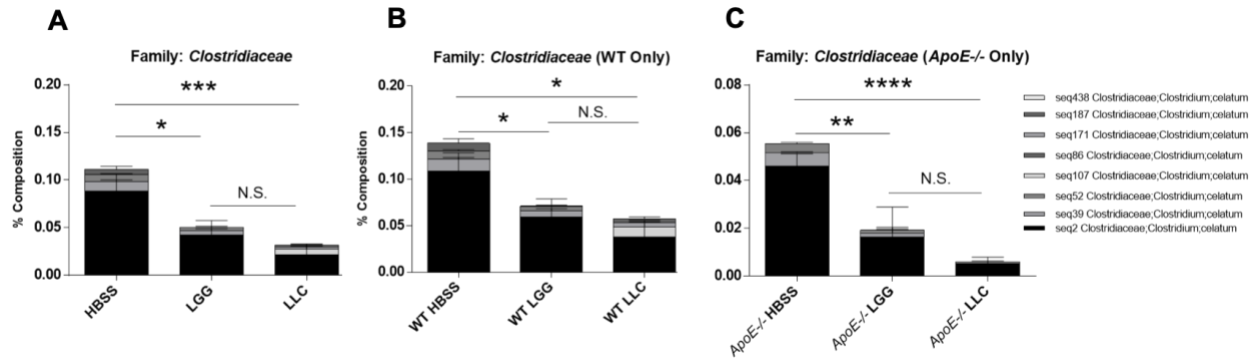 A
Family: Clostridiaceae
% Composition
0.20
0.15
0.10
0.05
0.00
***
*
N.S.
HBSS
LGG
LLC
B
Family: Clostridiaceae (WT Only)
% Composition
0.20
0.15
0.10
0.05
0.00
*
*
N.S.
WT HBSS
WT LGG
WT LLC
C
Family: Clostridiaceae (ApoE-/- Only)
% Composition
0.08
0.06
0.04
0.02
0.00
****
**
N.S.
ApoE-/- HBSS
ApoE-/- LGG
ApoE-/- LLC
seq438 Clostridiaceae;Clostridium;celatum
seq187 Clostridiaceae;Clostridium;celatum
seq171 Clostridiaceae;Clostridium;celatum
seq86 Clostridiaceae;Clostridium;celatum
seq107 Clostridiaceae;Clostridium;celatum
seq52 Clostridiaceae;Clostridium;celatum
seq39 Clostridiaceae;Clostridium;celatum
seq2 Clostridiaceae;Clostridium;celatum